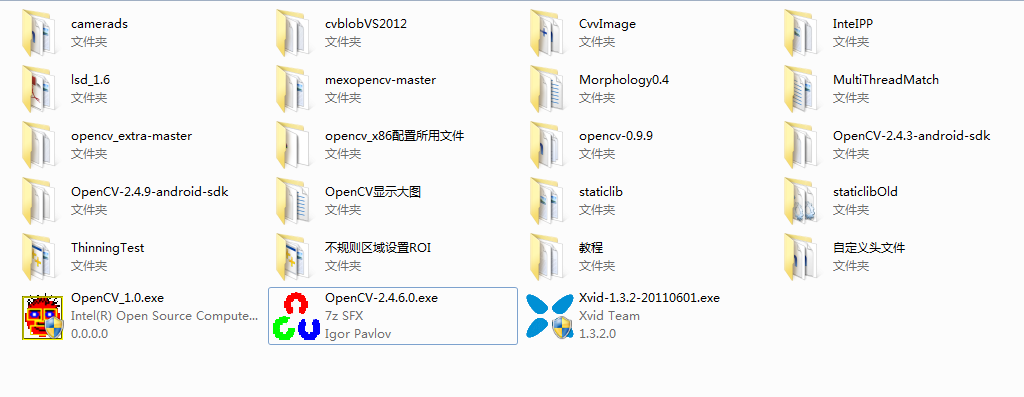 camerads
文件夹
cvblobVS2012
文件夹
CvvImage
文件夹
InteIPP
文件夹
lsd_1.6
文件夹
mexopencv-master
文件夹
Morphology0.4
文件夹
MultiThreadMatch
文件夹
opencv_extra-master
文件夹
opencv_x86配置所用文件
文件夹
opencv-0.9.9
文件夹
OpenCV-2.4.3-android-sdk
文件夹
OpenCV-2.4.9-android-sdk
文件夹
OpenCV显示大图
文件夹
staticlib
文件夹
staticlibOld
文件夹
ThinningTest
文件夹
不规则区域设置ROI
文件夹
教程
文件夹
自定义头文件
文件夹
OpenCV_1.0.exe
Intel(R) Open Source Compute...
0.0.0.0
OpenCV-2.4.6.0.exe
7z SFX
Igor Pavlov
Xvid-1.3.2-20110601.exe
Xvid Team
1.3.2.0